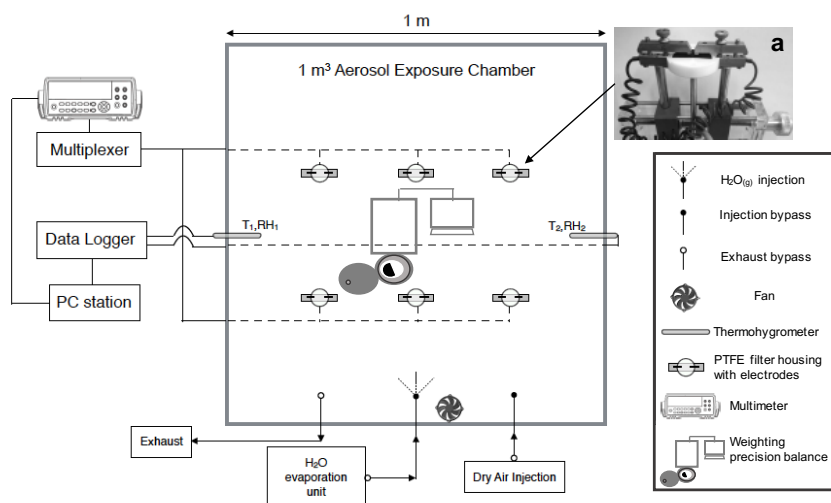 1 m
1 m³ Aerosol Exposure Chamber
a
Multiplexer
T₁,RH₁
T₂,RH₂
Data Logger
PC station
Exhaust
H₂O
evaporation
unit
Dry Air Injection
H₂O₍g₎ injection
Injection bypass
Exhaust bypass
Fan
Thermohygrometer
PTFE filter housing
with electrodes
Multimeter
Weighting
precision balance